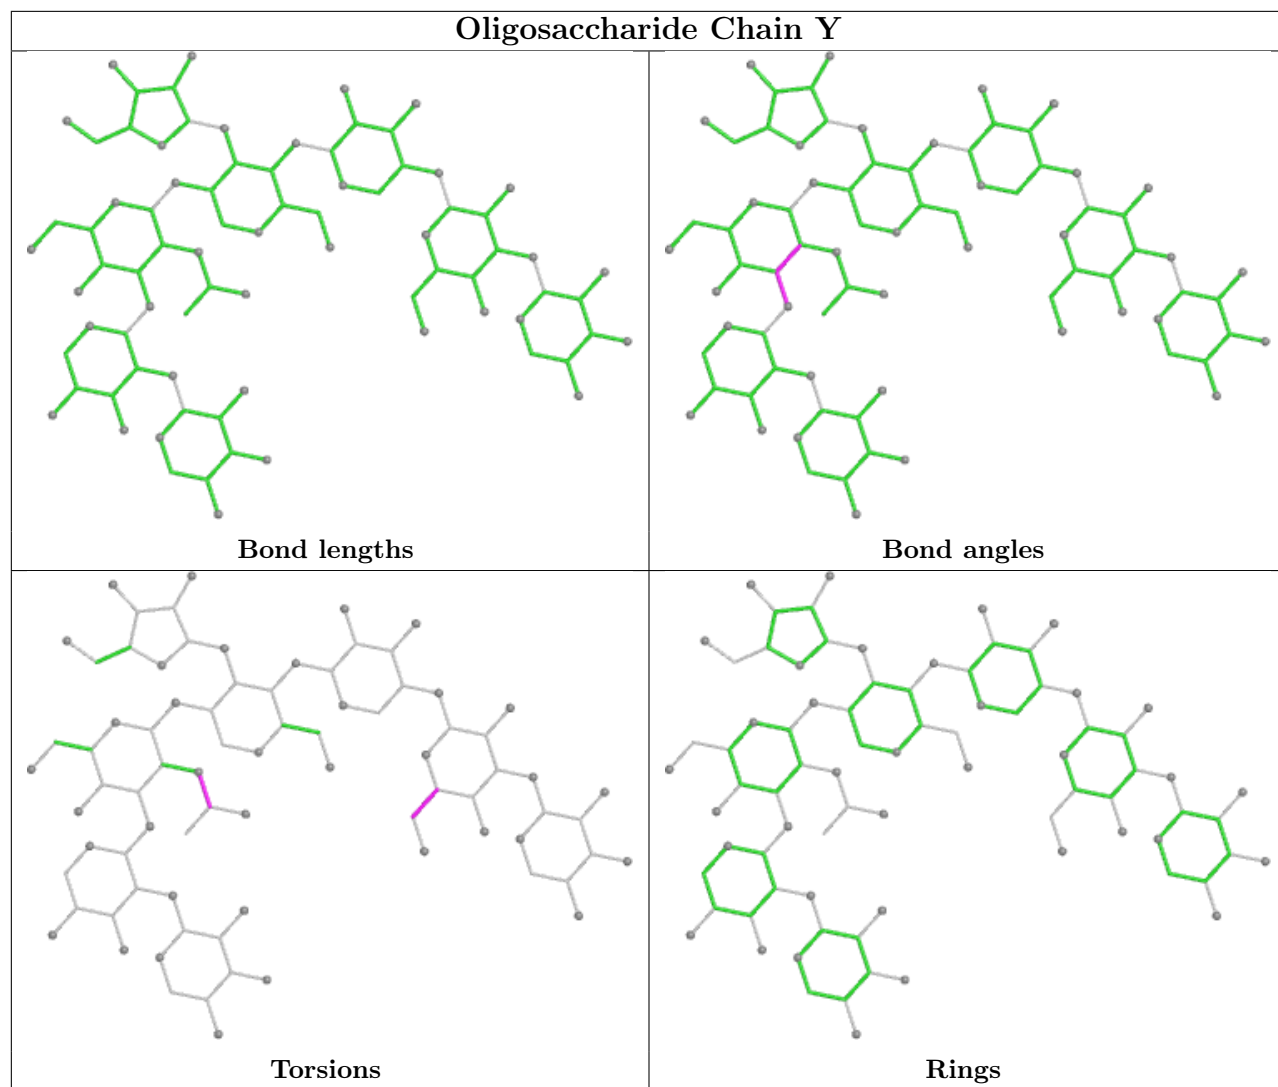 Oligosaccharide Chain Y
Bond lengths
Bond angles
Torsions
Rings